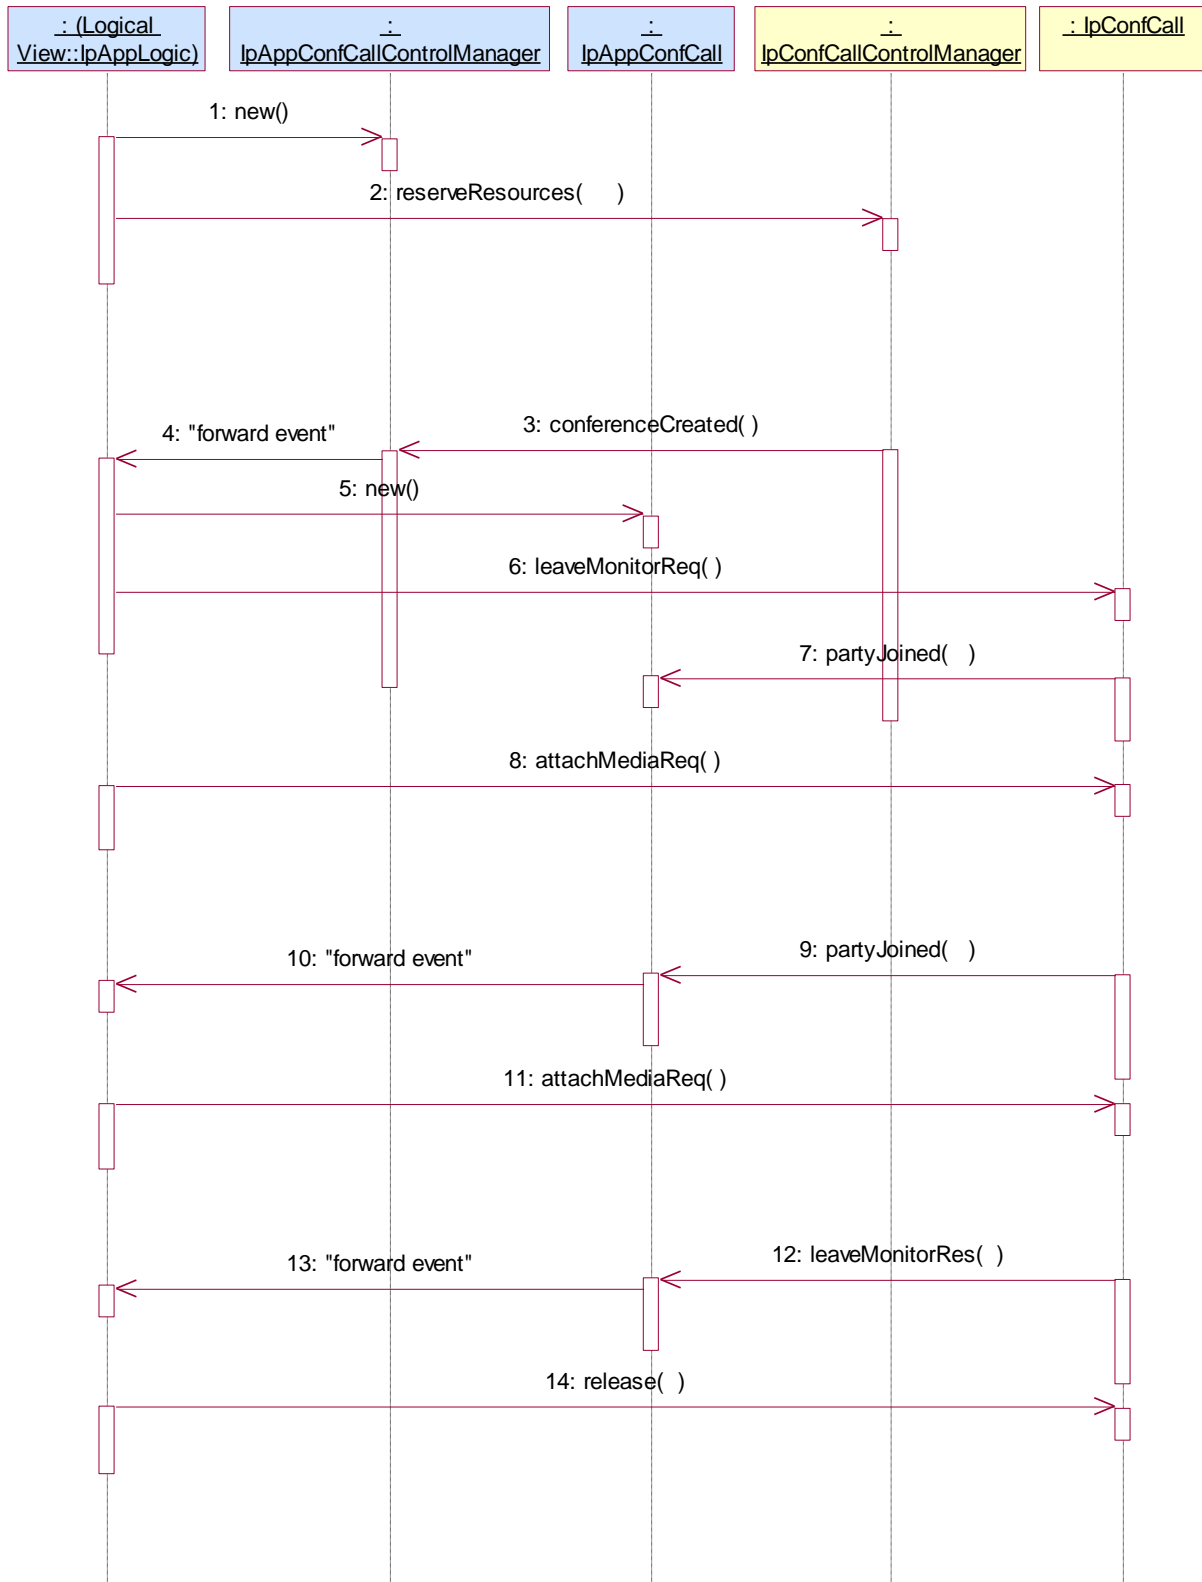 : (Logical
View::IpAppLogic)
:
IpAppConfCallControlManager
:
IpAppConfCall
:
IpConfCallControlManager
: IpConfCall
1: new()
2: reserveResources( )
3: conferenceCreated( )
4: "forward event"
5: new()
6: leaveMonitorReq( )
7: partyJoined( )
8: attachMediaReq( )
9: partyJoined( )
10: "forward event"
11: attachMediaReq( )
12: leaveMonitorRes( )
13: "forward event"
14: release( )